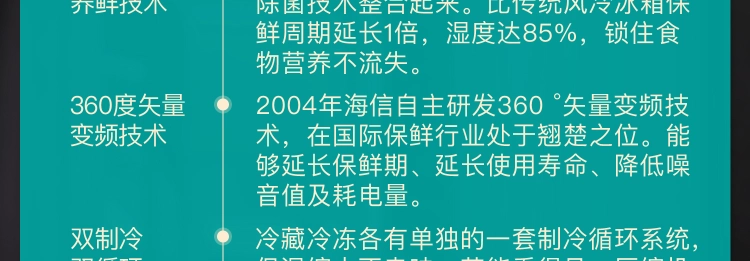 养鲜技术
除菌技术整合起来。比传统风冷冰箱保
鲜周期延长1倍，湿度达85%，锁住食
物营养不流失。
360度矢量
变频技术
2004年海信自主研发360 °矢量变频技
术，在国际保鲜行业处于翘楚之位。能
够延长保鲜期、延长使用寿命、降低噪
音值及耗电量。
双制冷
冷藏冷冻各有单独的一套制冷循环系统,